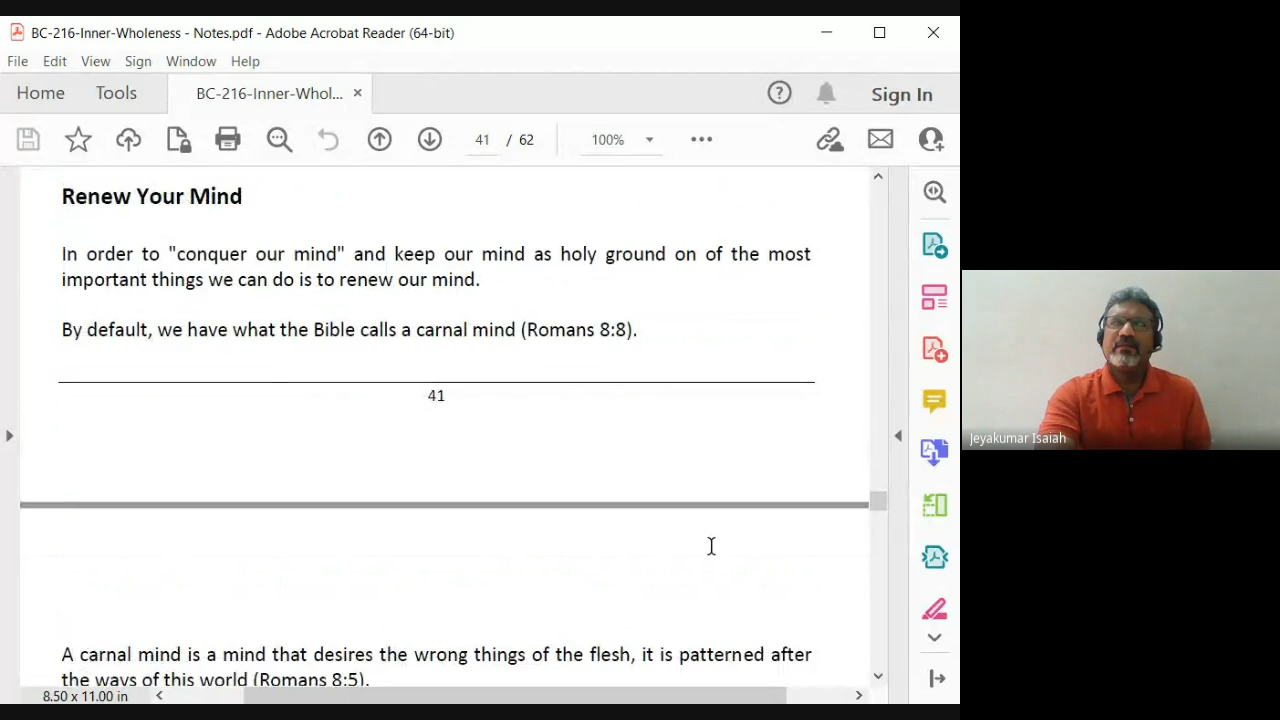 BC-216-Inner-Wholeness - Notes.pdf - Adobe Acrobat Reader (64-bit)
File Edit View Sign Window Help
Home Tools BC-216-Inner-Whol... × Sign In
41 / 62 100%
Renew Your Mind
In order to "conquer our mind" and keep our mind as holy ground on of the most
important things we can do is to renew our mind.
By default, we have what the Bible calls a carnal mind (Romans 8:8).
41
A carnal mind is a mind that desires the wrong things of the flesh, it is patterned after
the ways of this world (Romans 8:5).
8.50 x 11.00 in
Jeyakumar Isaiah